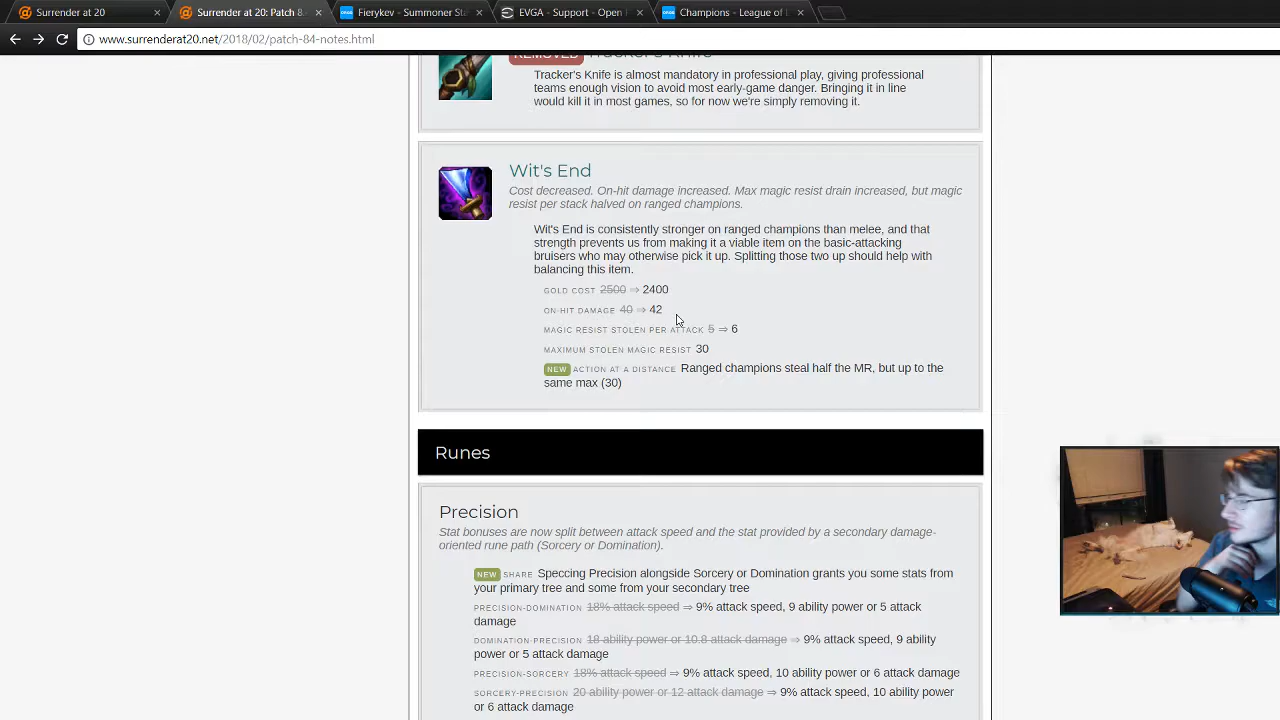 Surrender at 20
Surrender at 20: Patch 8.
Fierykev - Summoner Sta
EVGA - Support - Open
Champions - League of L
www.surrenderat20.net/2018/02/patch-84-notes.html
REMOVED Tracker's Knife
Tracker's Knife is almost mandatory in professional play, giving professional
teams enough vision to avoid most early-game danger. Bringing it in line
would kill it in most games, so for now we're simply removing it.
Wit's End
Cost decreased. On-hit damage increased. Max magic resist drain increased, but magic
resist per stack halved on ranged champions.
Wit's End is consistently stronger on ranged champions than melee, and that
strength prevents us from making it a viable item on the basic-attacking
bruisers who may otherwise pick it up. Splitting those two up should help with
balancing this item.
GOLD COST 2500 ⇒ 2400
ON-HIT DAMAGE 40 ⇒ 42
MAGIC RESIST STOLEN PER ATTACK 5 ⇒ 6
MAXIMUM STOLEN MAGIC RESIST 30
NEW ACTION AT A DISTANCE Ranged champions steal half the MR, but up to the
same max (30)
Runes
Precision
Stat bonuses are now split between attack speed and the stat provided by a secondary damage-
oriented rune path (Sorcery or Domination).
NEW SHARE Speccing Precision alongside Sorcery or Domination grants you some stats from
your primary tree and some from your secondary tree
PRECISION-DOMINATION 18% attack speed ⇒ 9% attack speed, 9 ability power or 5 attack
damage
DOMINATION-PRECISION 18 ability power or 10.8 attack damage ⇒ 9% attack speed, 9 ability
power or 5 attack damage
PRECISION-SORCERY 18% attack speed ⇒ 9% attack speed, 10 ability power or 6 attack damage
SORCERY-PRECISION 20 ability power or 12 attack damage ⇒ 9% attack speed, 10 ability power
or 6 attack damage